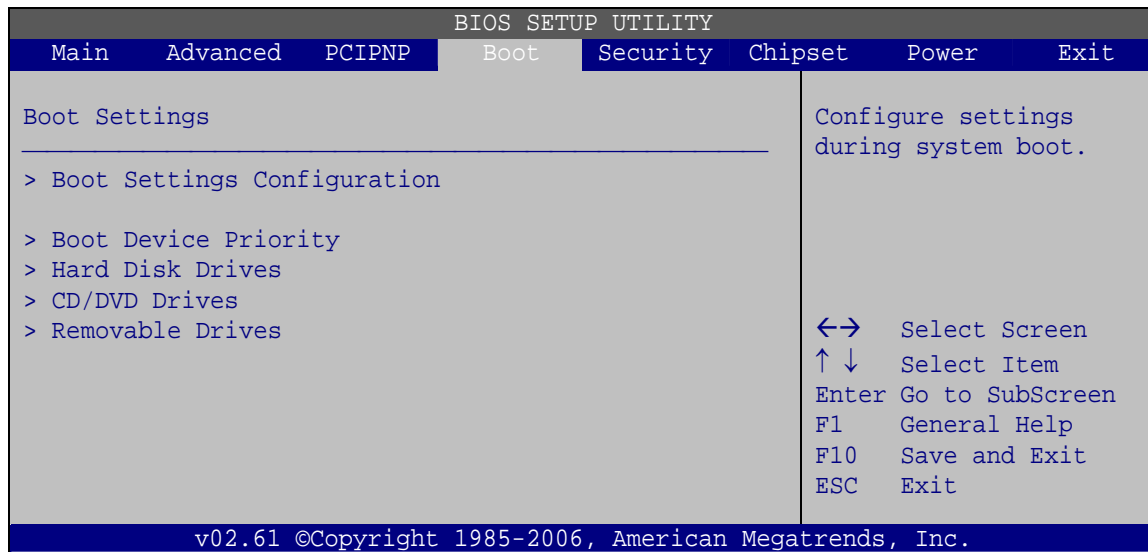 BIOS SETUP UTILITY
Main Advanced PCIPNP Boot Security Chipset Power Exit
Boot Settings
> Boot Settings Configuration
> Boot Device Priority
> Hard Disk Drives
> CD/DVD Drives
> Removable Drives
Configure settings
during system boot.
←→ Select Screen
↑ ↓ Select Item
Enter Go to SubScreen
F1 General Help
F10 Save and Exit
ESC Exit
v02.61 ©Copyright 1985-2006, American Megatrends, Inc.